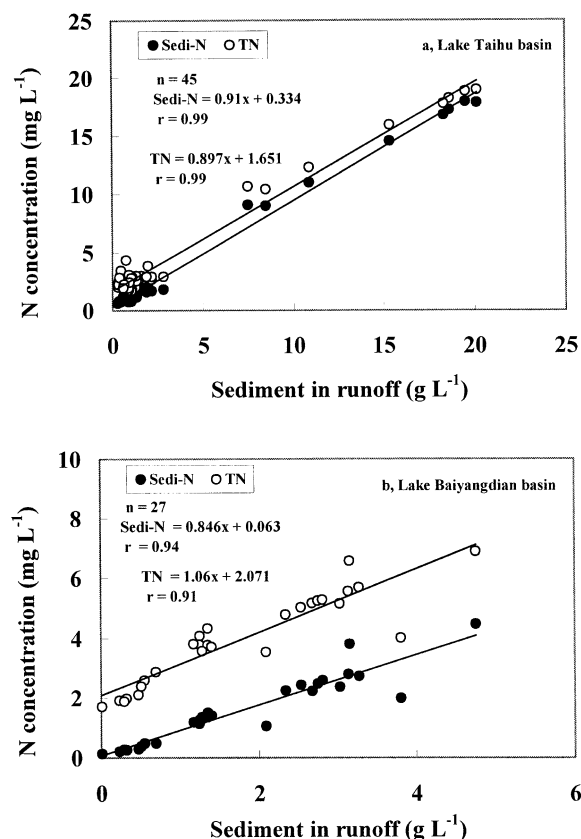 25
20
15
10
5
0
N concentration (mg L-1)
● Sedi-N ○ TN
a, Lake Taihu basin
n = 45
Sedi-N = 0.91x + 0.334
r = 0.99
TN = 0.897x + 1.651
r = 0.99
0 5 10 15 20 25
Sediment in runoff (g L-1)
10
8
6
4
2
0
N concentration (mg L-1)
● Sedi-N ○ TN
b, Lake Baiyangdian basin
n = 27
Sedi-N = 0.846x + 0.063
r = 0.94
TN = 1.06x + 2.071
r = 0.91
0 2 4 6
Sediment in runoff (g L-1)